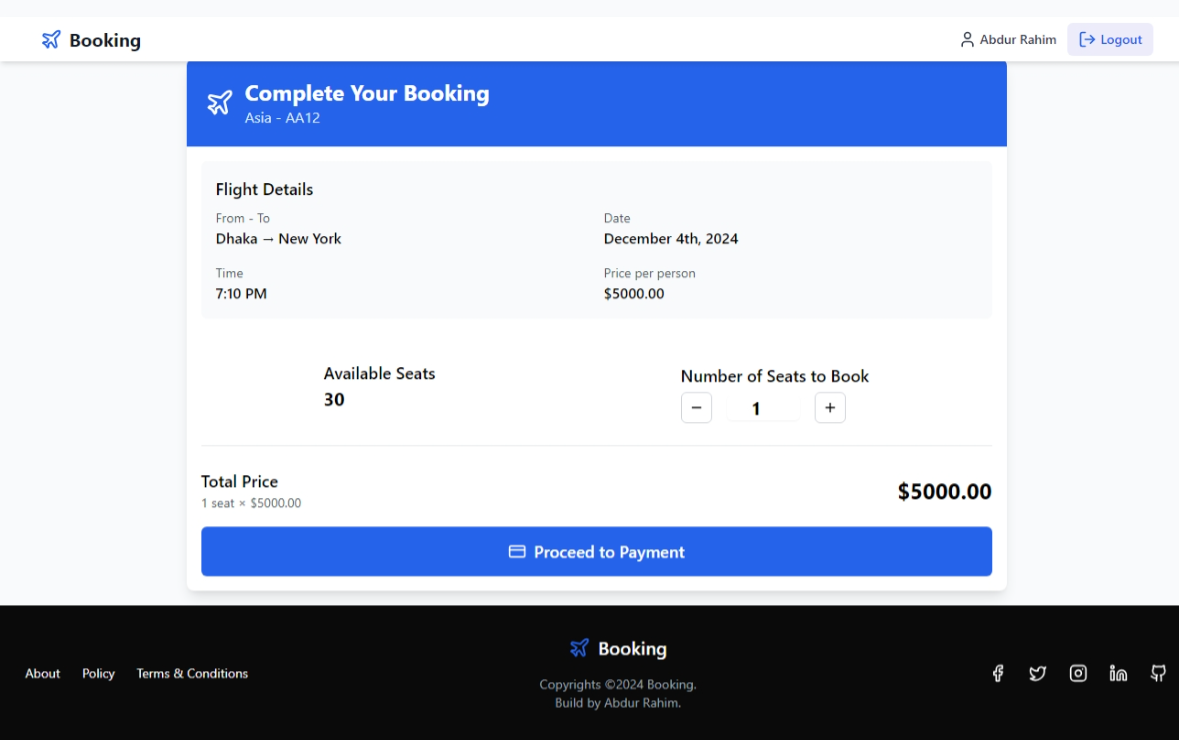 Booking
Abdur Rahim
Logout
Complete Your Booking
Asia - AA12
Flight Details
From - To
Dhaka → New York
Date
December 4th, 2024
Time
7:10 PM
Price per person
$5000.00
Available Seats
30
Number of Seats to Book
− 1 +
Total Price
1 seat × $5000.00
$5000.00
Proceed to Payment
About Policy Terms & Conditions
Booking
Copyrights ©2024 Booking.
Build by Abdur Rahim.